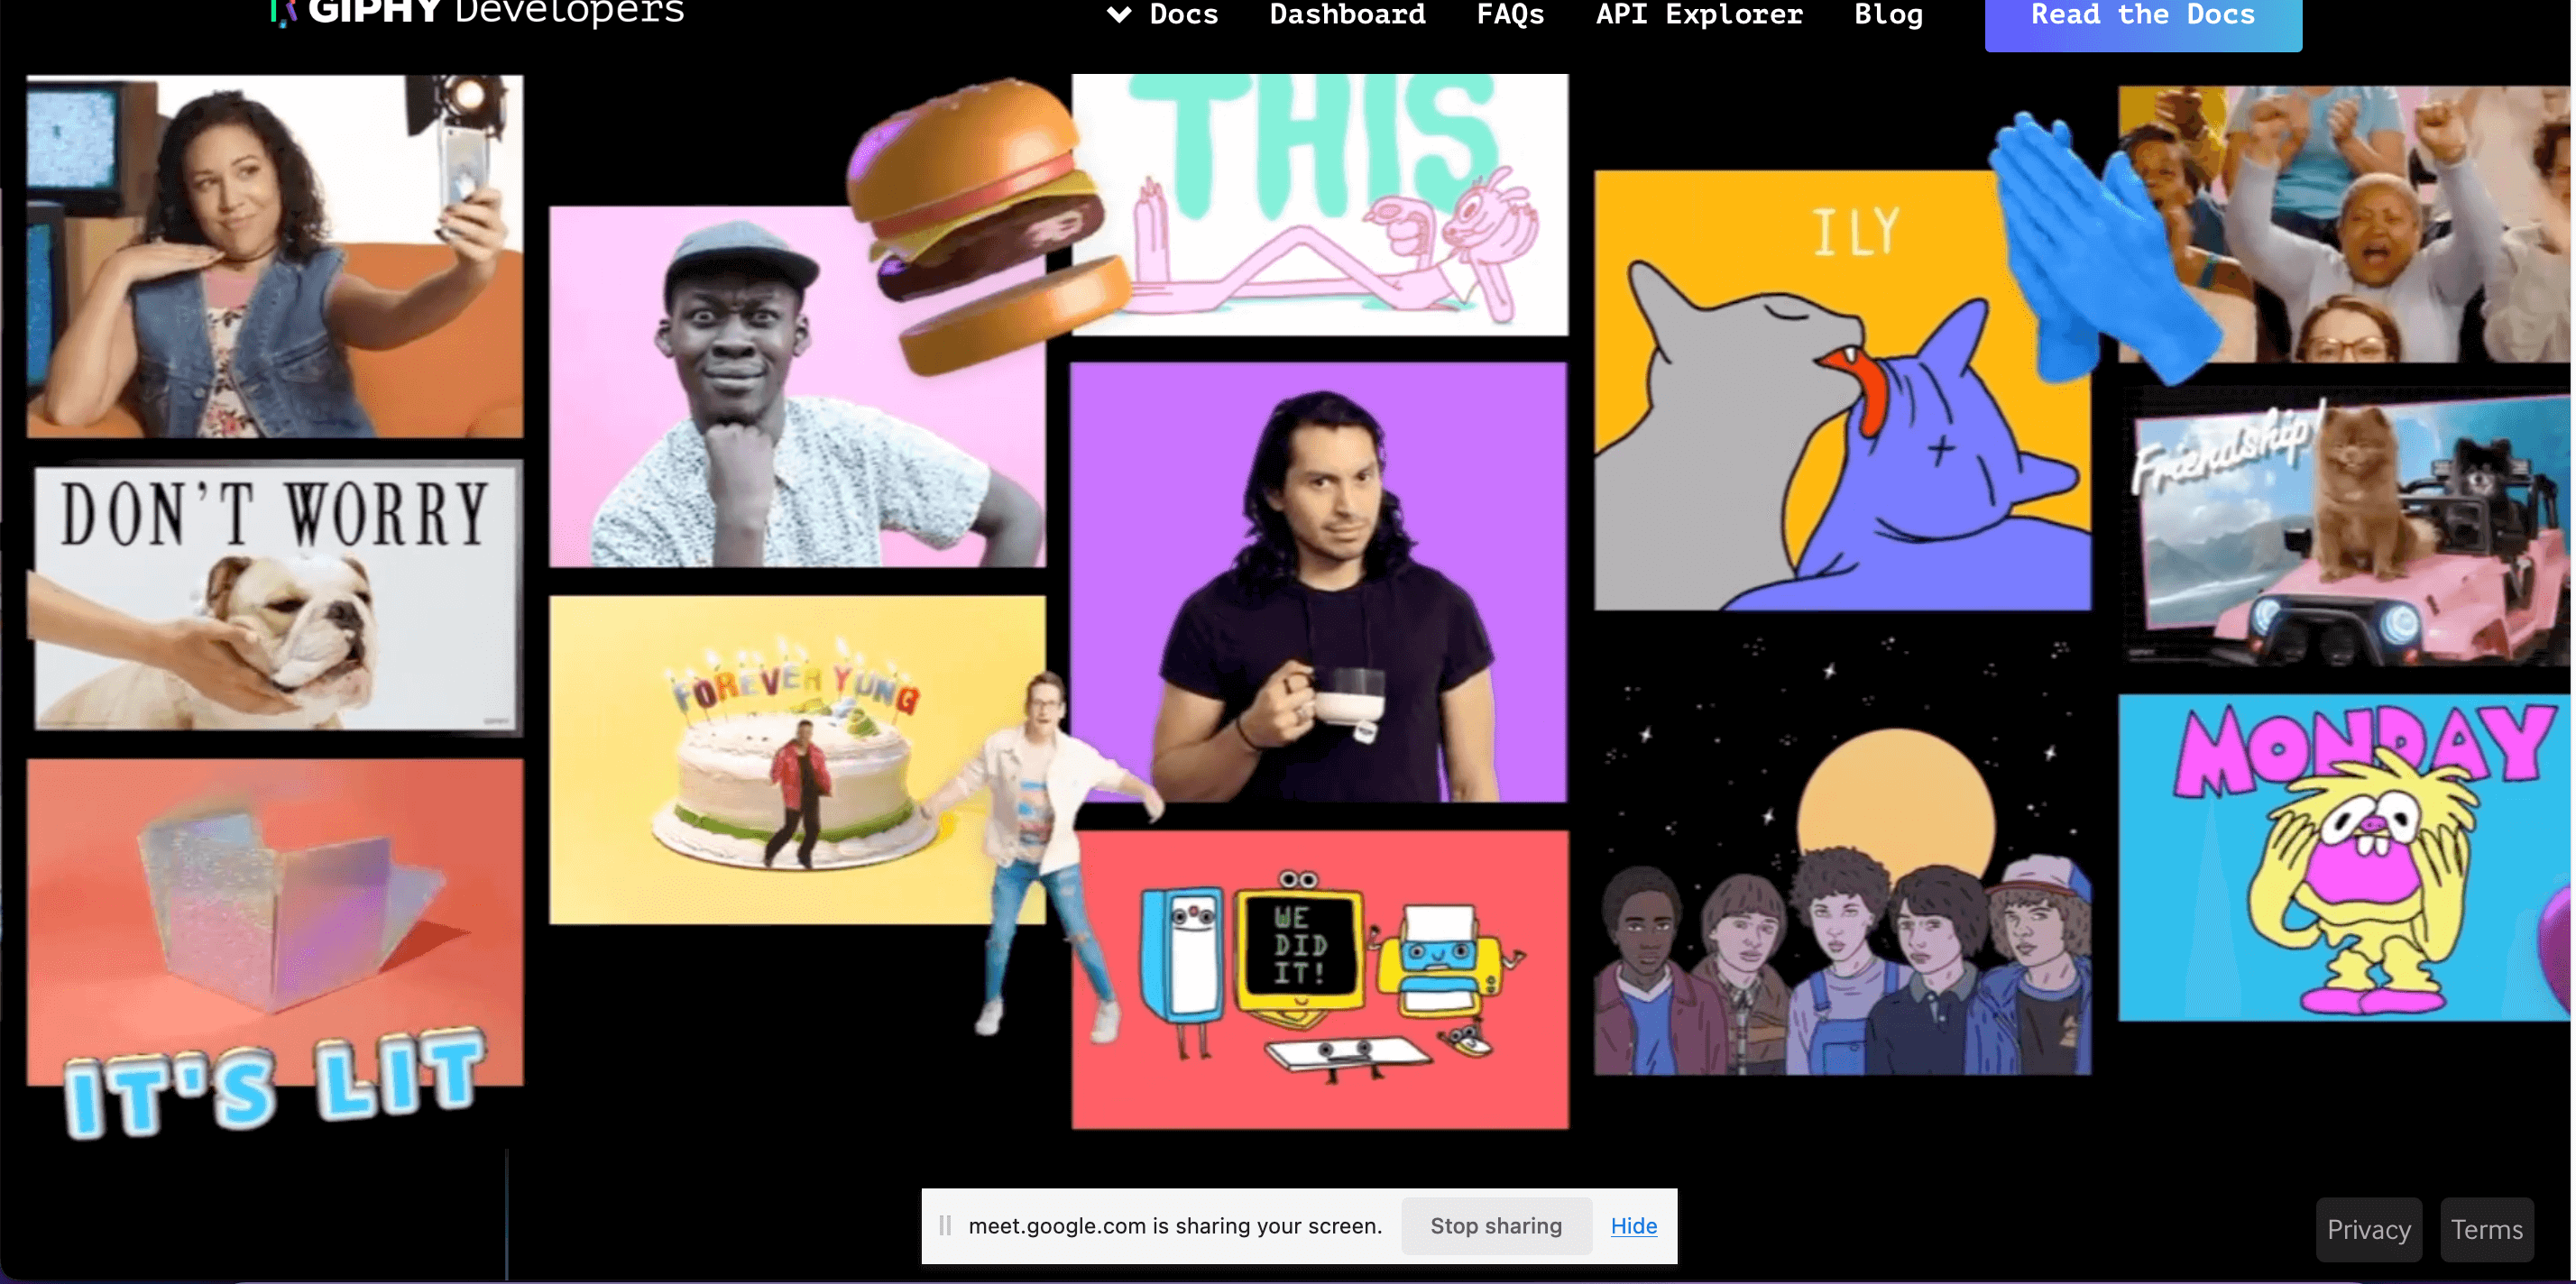 GIPHY Developers
Docs
Dashboard
FAQs
API Explorer
Blog
Read the Docs
THIS
ILY
Friendship!
DON'T WORRY
FOREVER YUNG
MONDAY
WE
DID
IT!
IT'S LIT
meet.google.com is sharing your screen.
Stop sharing
Hide
Privacy
Terms